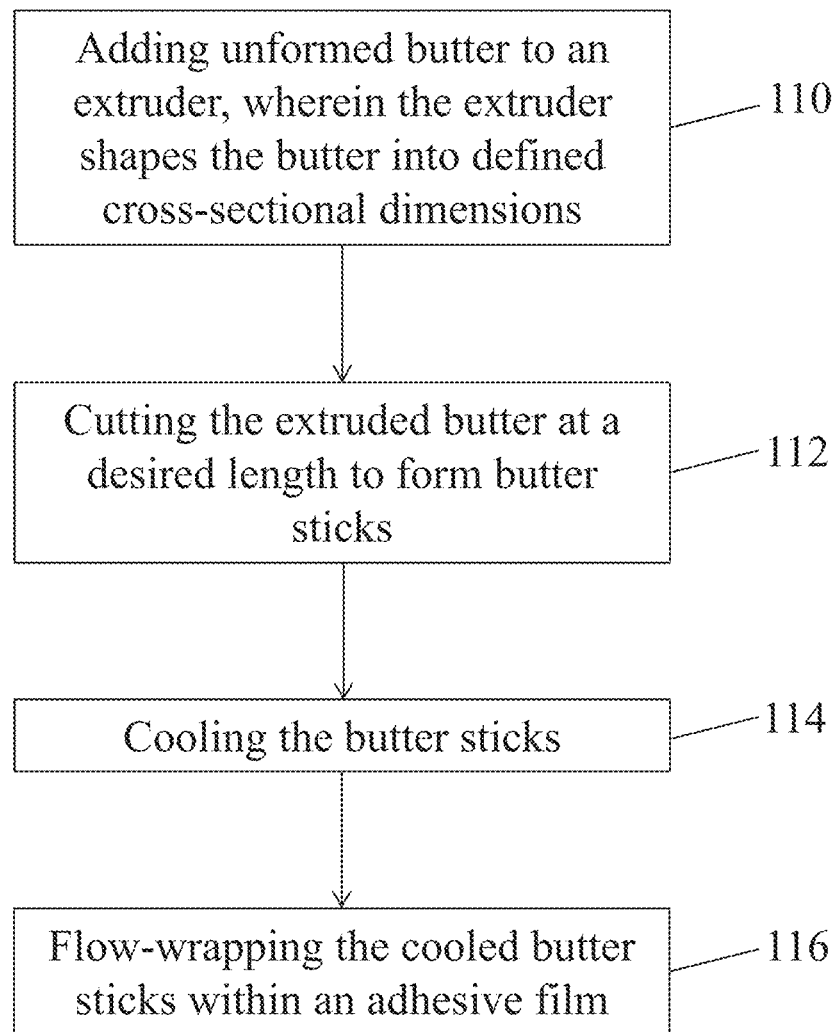 Adding unformed butter to an
extruder, wherein the extruder
shapes the butter into defined
cross-sectional dimensions
110
Cutting the extruded butter at a
desired length to form butter
sticks
112
Cooling the butter sticks
114
Flow-wrapping the cooled butter
sticks within an adhesive film
116